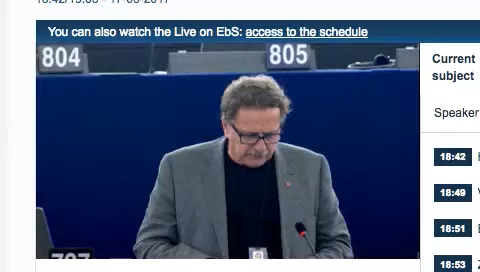 You can also watch the Live on EbS: access to the schedule
804
805
Current
subject
Speaker
18:42
18:49
18:51
18:53